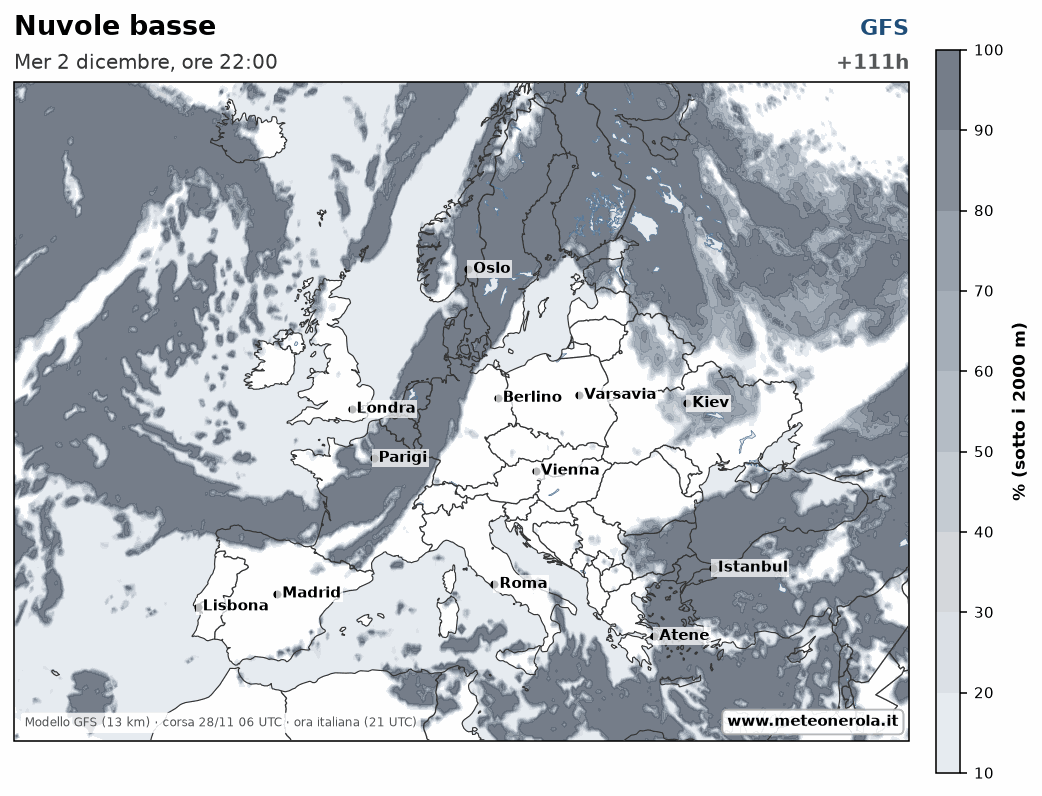 Nuvole basse
GFS
Mer 2 dicembre, ore 22:00
+111h
Oslo
Londra
Berlino
Varsavia
Kiev
Parigi
Vienna
Istanbul
Roma
Madrid
Lisbona
Atene
Modello GFS (13 km) · corsa 28/11 06 UTC · ora italiana (21 UTC)
www.meteonerola.it
100
90
80
70
60
50
40
30
20
10
% (sotto i 2000 m)